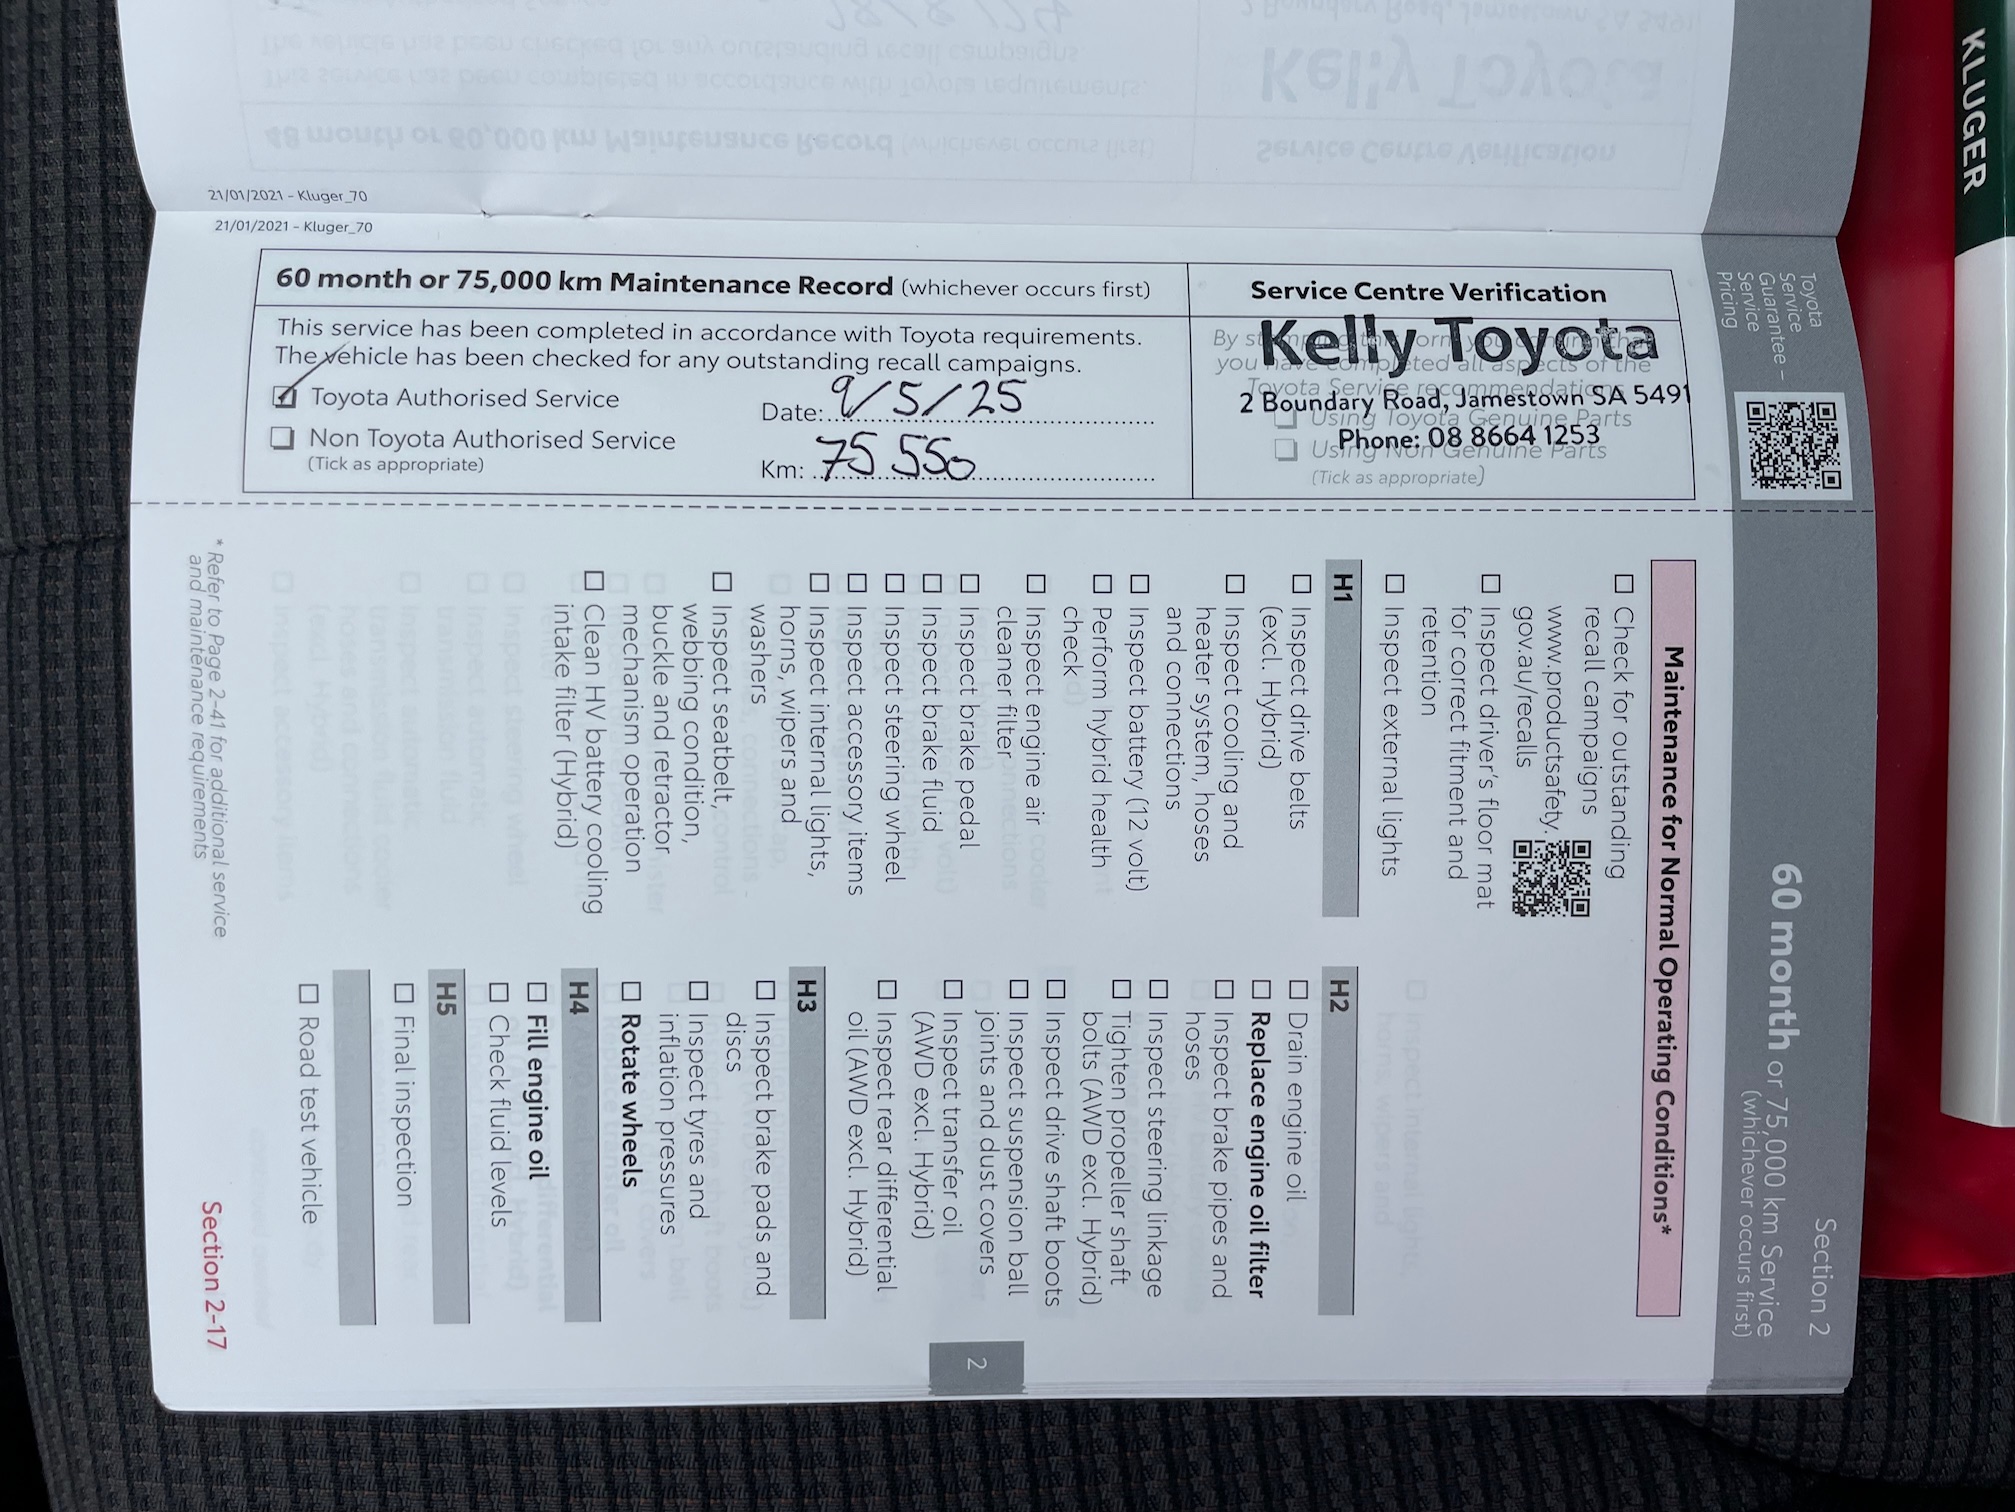 KLUGER
21/01/2021 - Kluger_70
21/01/2021 - Kluger_70
60 month or 75,000 km Maintenance Record (whichever occurs first)
This service has been completed in accordance with Toyota requirements.
The vehicle has been checked for any outstanding recall campaigns.
Toyota Authorised Service
Non Toyota Authorised Service
(Tick as appropriate)
Date: 9/5/25
Km: 75 550
Service Centre Verification
Kelly Toyota
2 Boundary Road, Jamestown SA 5491
Phone: 08 8664 1253
you have completed all aspects of the
Toyota Service recommendations
Using Toyota Genuine Parts
Using Non Genuine Parts
(Tick as appropriate)
Toyota
Service
Guarantee –
Service
Pricing
Section 2
60 month or 75,000 km Service
(whichever occurs first)
Maintenance for Normal Operating Conditions*
Check for outstanding
recall campaigns
www.productsafety.
gov.au/recalls
Inspect driver's floor mat
for correct fitment and
retention
Inspect external lights
H1
Inspect drive belts
(excl. Hybrid)
Inspect cooling and
heater system, hoses
and connections
Inspect battery (12 volt)
Perform hybrid health
check
Inspect engine air
cleaner filter
Inspect brake pedal
Inspect brake fluid
Inspect steering wheel
Inspect accessory items
Inspect internal lights,
horns, wipers and
washers
Inspect seatbelt,
webbing condition,
buckle and retractor
mechanism operation
Clean HV battery cooling
intake filter (Hybrid)
H2
Drain engine oil
Replace engine oil filter
Inspect brake pipes and
hoses
Inspect steering linkage
Tighten propeller shaft
bolts (AWD excl. Hybrid)
Inspect drive shaft boots
Inspect suspension ball
joints and dust covers
Inspect transfer oil
(AWD excl. Hybrid)
Inspect rear differential
oil (AWD excl. Hybrid)
H3
Inspect brake pads and
discs
Inspect tyres and
inflation pressures
Rotate wheels
H4
Fill engine oil
Check fluid levels
H5
Final inspection
Road test vehicle
* Refer to Page 2-41 for additional service
and maintenance requirements
2
Section 2-17